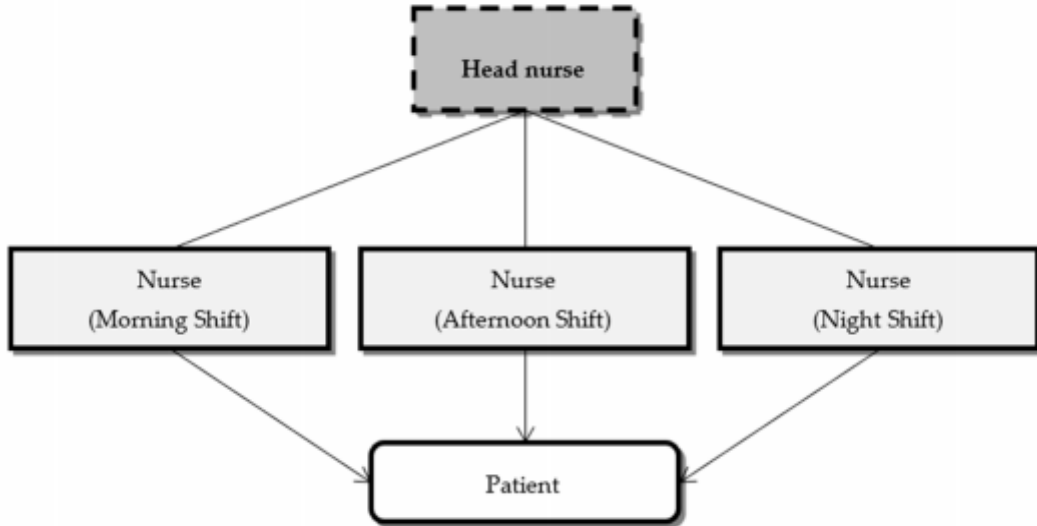 Head nurse
Nurse
(Morning Shift)
Nurse
(Afternoon Shift)
Nurse
(Night Shift)
Patient